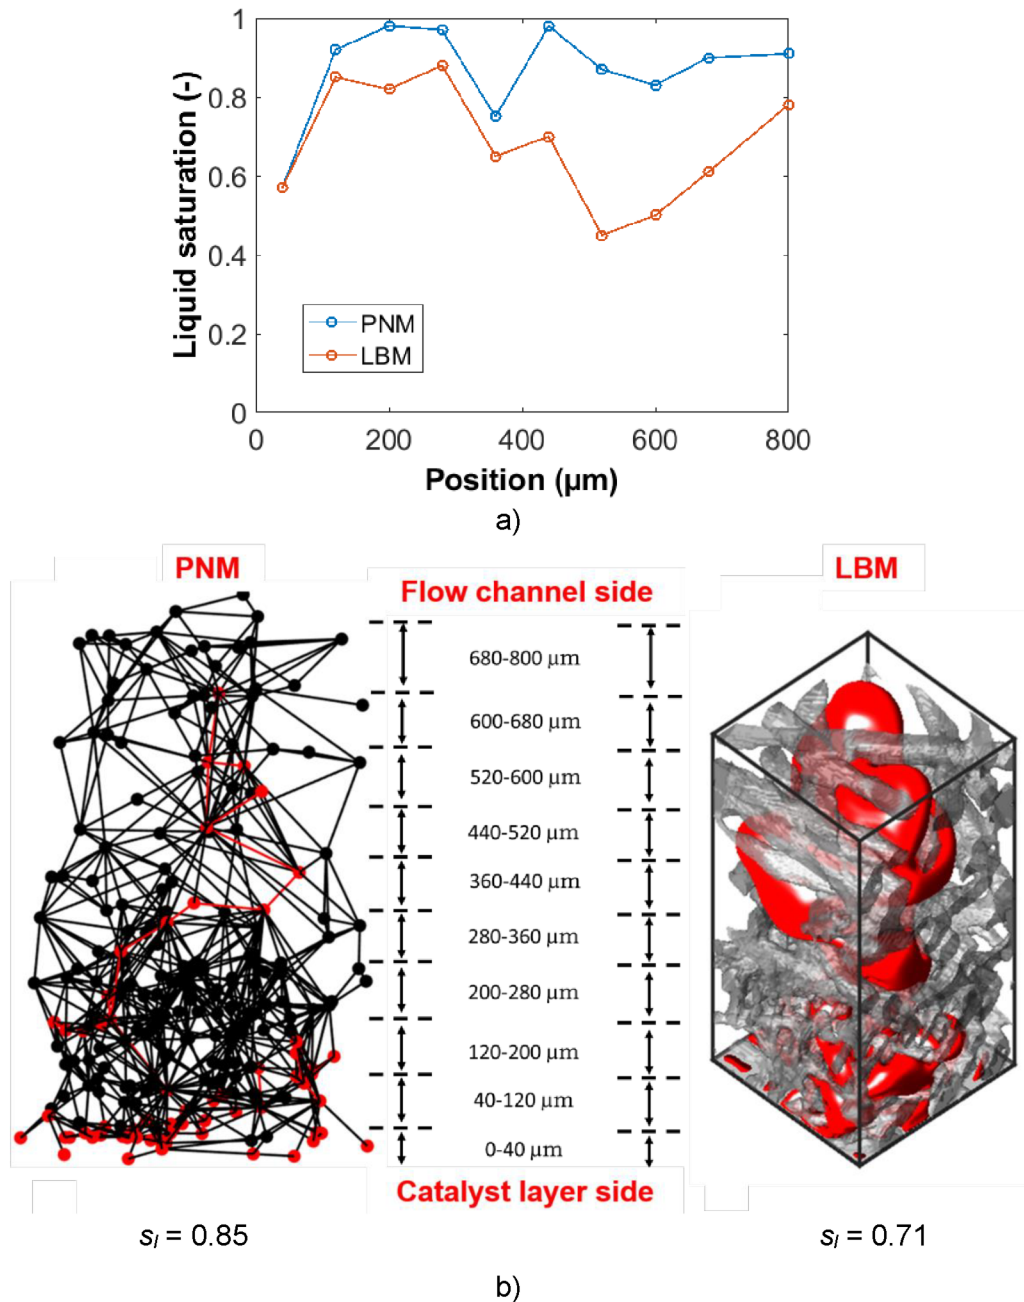 1
0.8
0.6
0.4
0.2
0
Liquid saturation (-)
PNM
LBM
0 200 400 600 800
Position (µm)
a)
PNM
LBM
Flow channel side
680-800 µm
600-680 µm
520-600 µm
440-520 µm
360-440 µm
280-360 µm
200-280 µm
120-200 µm
40-120 µm
0-40 µm
Catalyst layer side
sₗ = 0.85
sₗ = 0.71
b)